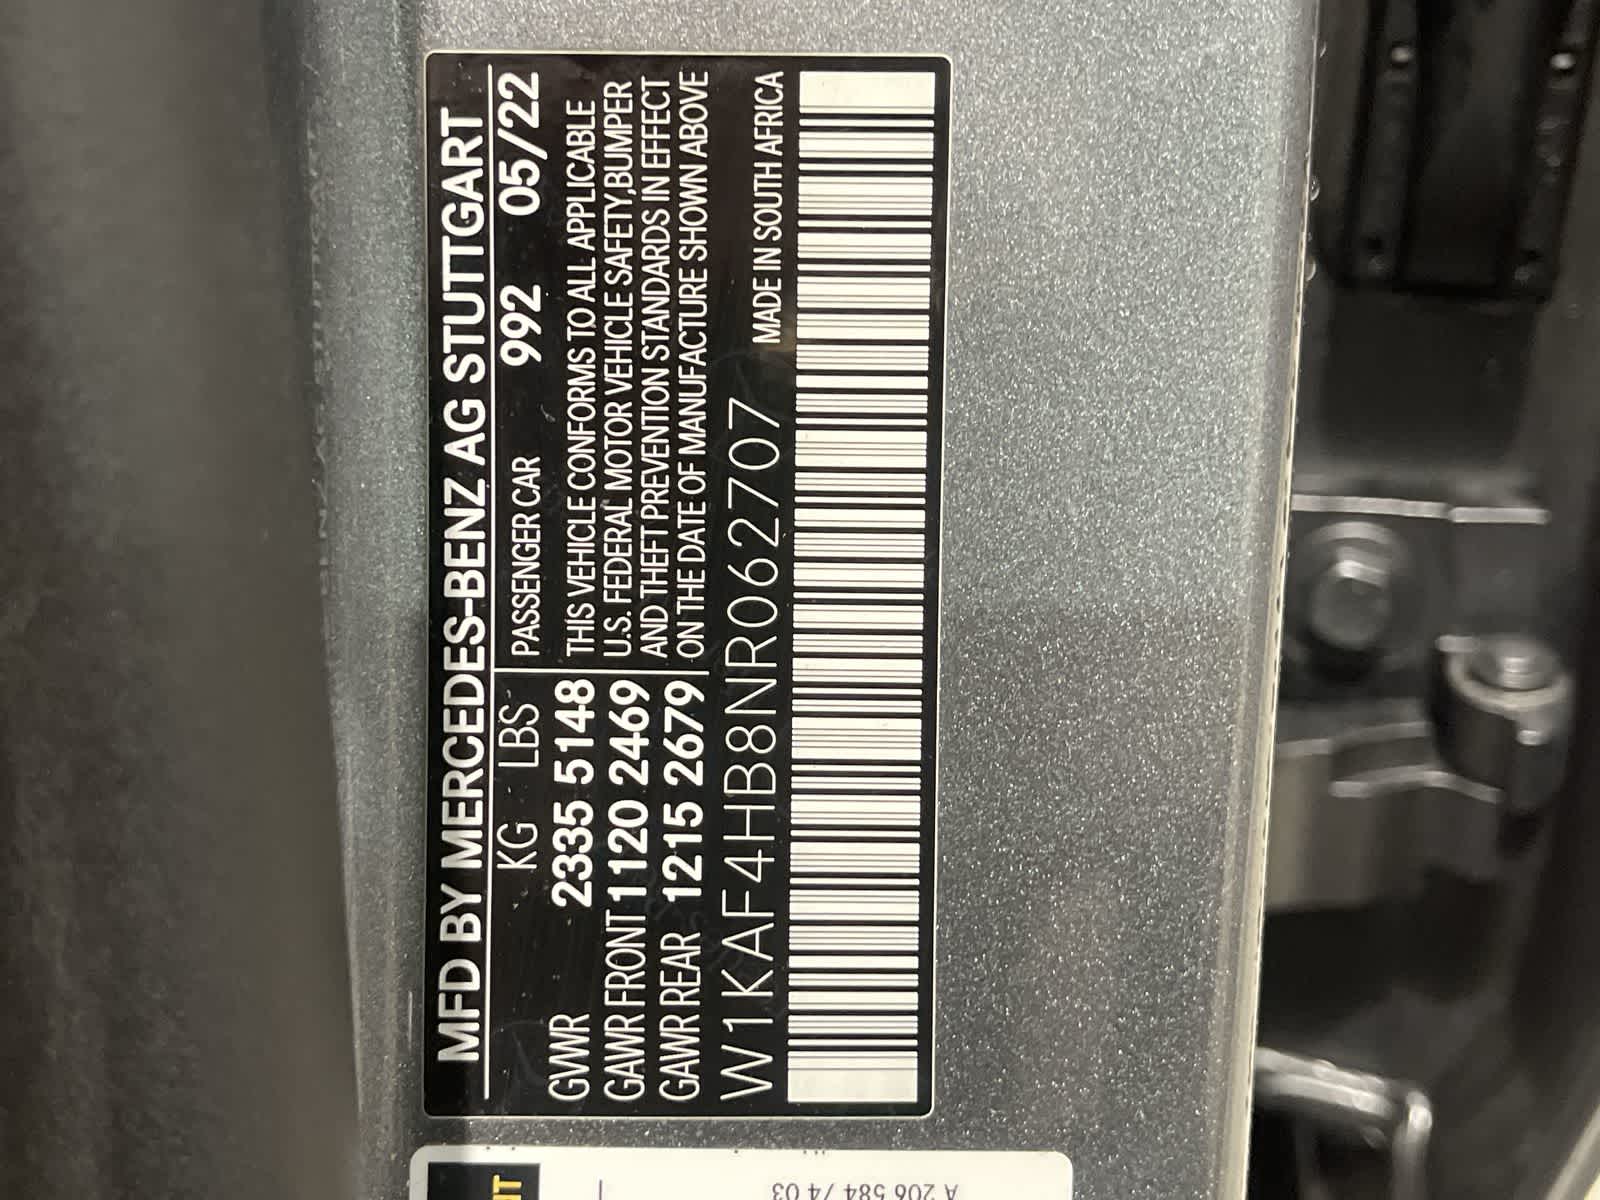 MFD BY MERCEDES-BENZ AG STUTTGART
KG LBS
PASSENGER CAR 992 05/22
GVWR 2335 5148
GAWR FRONT 1120 2469
GAWR REAR 1215 2679
THIS VEHICLE CONFORMS TO ALL APPLICABLE
U.S. FEDERAL MOTOR VEHICLE SAFETY,BUMPER
AND THEFT PREVENTION STANDARDS IN EFFECT
ON THE DATE OF MANUFACTURE SHOWN ABOVE
W1KAF4HB8NR062707
MADE IN SOUTH AFRICA
A 206 584 74 03